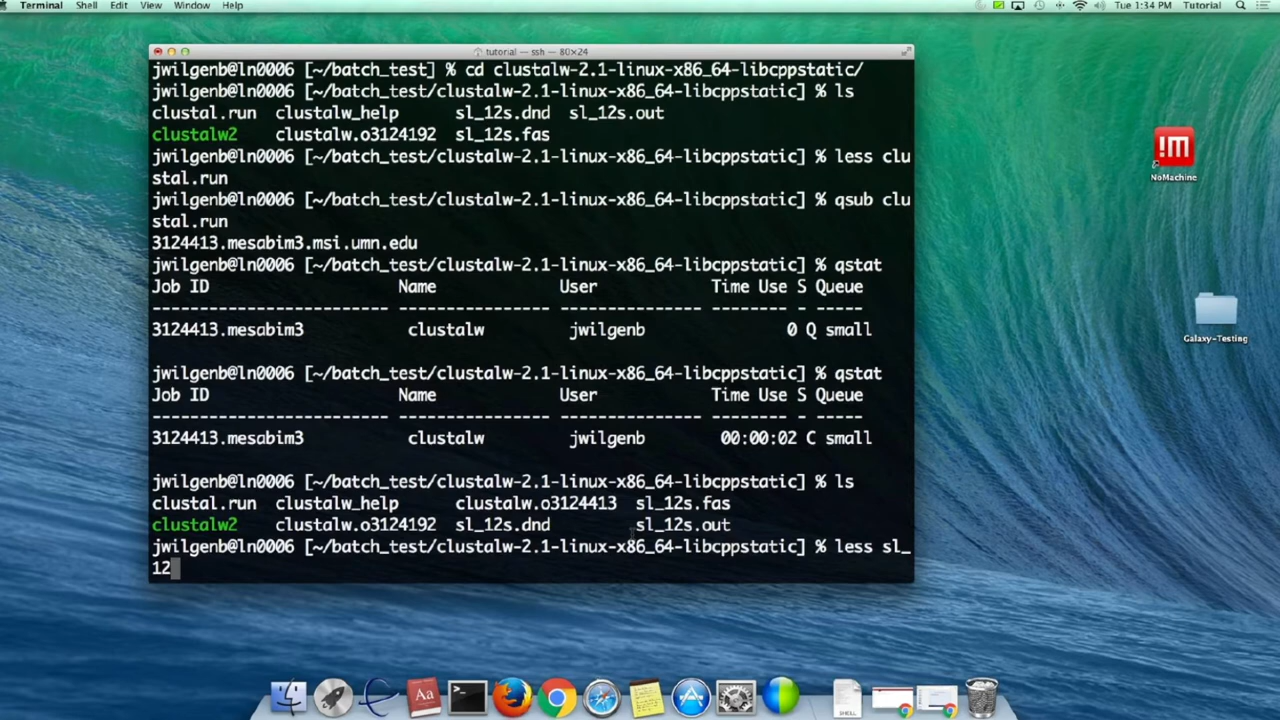 Terminal Shell Edit View Window Help Tue 1:34 PM Tutorial
tutorial — ssh — 80×24
jwilgenb@ln0006 [~/batch_test] % cd clustalw-2.1-linux-x86_64-libcppstatic/
jwilgenb@ln0006 [~/batch_test/clustalw-2.1-linux-x86_64-libcppstatic] % ls
clustal.run clustalw_help sl_12s.dnd sl_12s.out
clustalw2 clustalw.o3124192 sl_12s.fas
jwilgenb@ln0006 [~/batch_test/clustalw-2.1-linux-x86_64-libcppstatic] % less clu
stal.run
jwilgenb@ln0006 [~/batch_test/clustalw-2.1-linux-x86_64-libcppstatic] % qsub clu
stal.run
3124413.mesabim3.msi.umn.edu
jwilgenb@ln0006 [~/batch_test/clustalw-2.1-linux-x86_64-libcppstatic] % qstat
Job ID Name User Time Use S Queue
------------------------- ---------------- --------------- -------- - -----
3124413.mesabim3 clustalw jwilgenb 0 Q small
jwilgenb@ln0006 [~/batch_test/clustalw-2.1-linux-x86_64-libcppstatic] % qstat
Job ID Name User Time Use S Queue
------------------------- ---------------- --------------- -------- - -----
3124413.mesabim3 clustalw jwilgenb 00:00:02 C small
jwilgenb@ln0006 [~/batch_test/clustalw-2.1-linux-x86_64-libcppstatic] % ls
clustal.run clustalw_help clustalw.o3124413 sl_12s.fas
clustalw2 clustalw.o3124192 sl_12s.dnd sl_12s.out
jwilgenb@ln0006 [~/batch_test/clustalw-2.1-linux-x86_64-libcppstatic] % less sl_
12
!M
NoMachine
Galaxy-Testing
Aa
SHELL